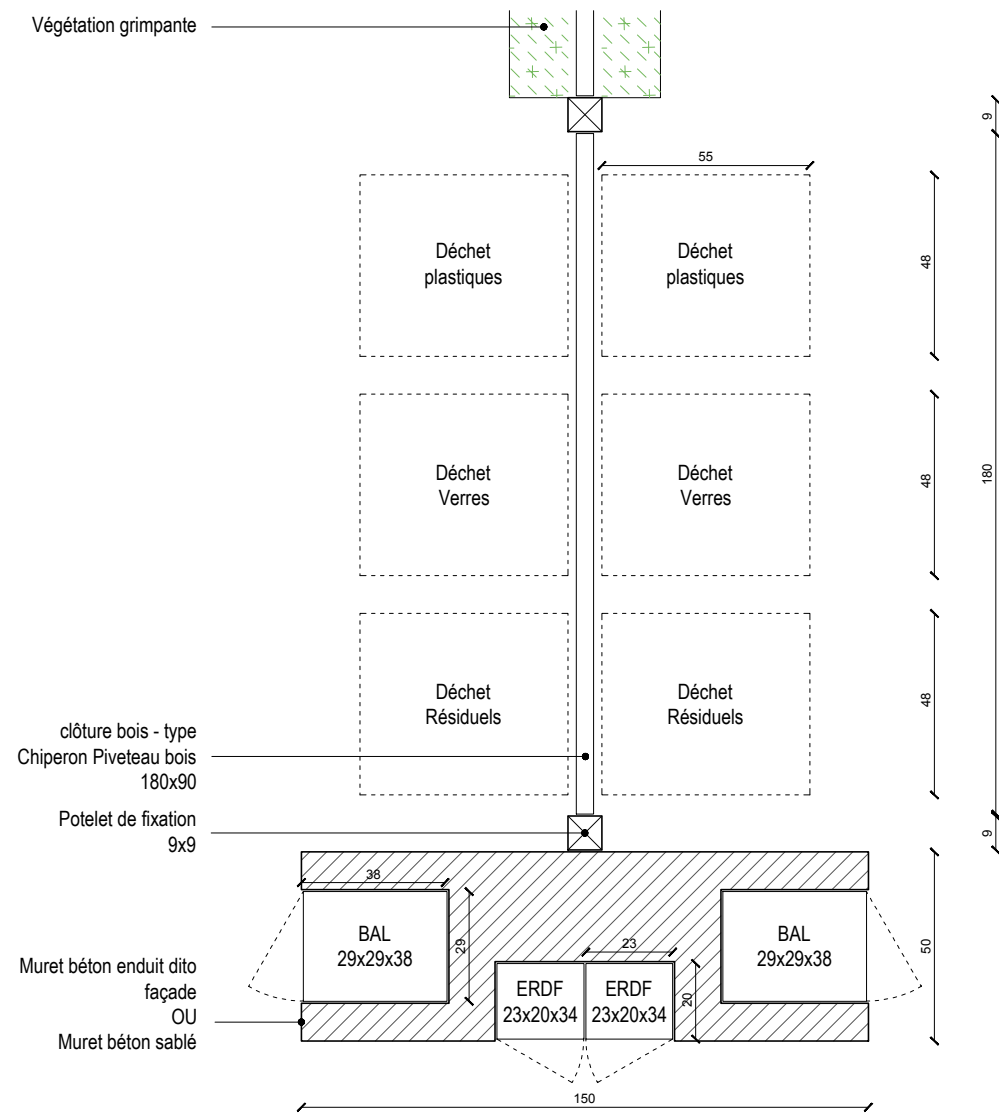 Végétation grimpante
9
55
Déchet
plastiques
Déchet
plastiques
48
Déchet
Verres
Déchet
Verres
48
180
Déchet
Résiduels
Déchet
Résiduels
48
clôture bois - type
Chiperon Piveteau bois
180x90
Potelet de fixation
9x9
9
38
BAL
29x29x38
29
23
BAL
29x29x38
50
ERDF
23x20x34
ERDF
23x20x34
20
Muret béton enduit dito
façade
OU
Muret béton sablé
150